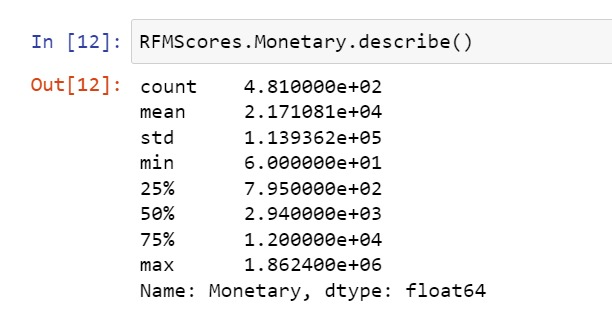 In [12]: RFMScores.Monetary.describe()
Out[12]: count 4.810000e+02
mean 2.171081e+04
std 1.139362e+05
min 6.000000e+01
25% 7.950000e+02
50% 2.940000e+03
75% 1.200000e+04
max 1.862400e+06
Name: Monetary, dtype: float64